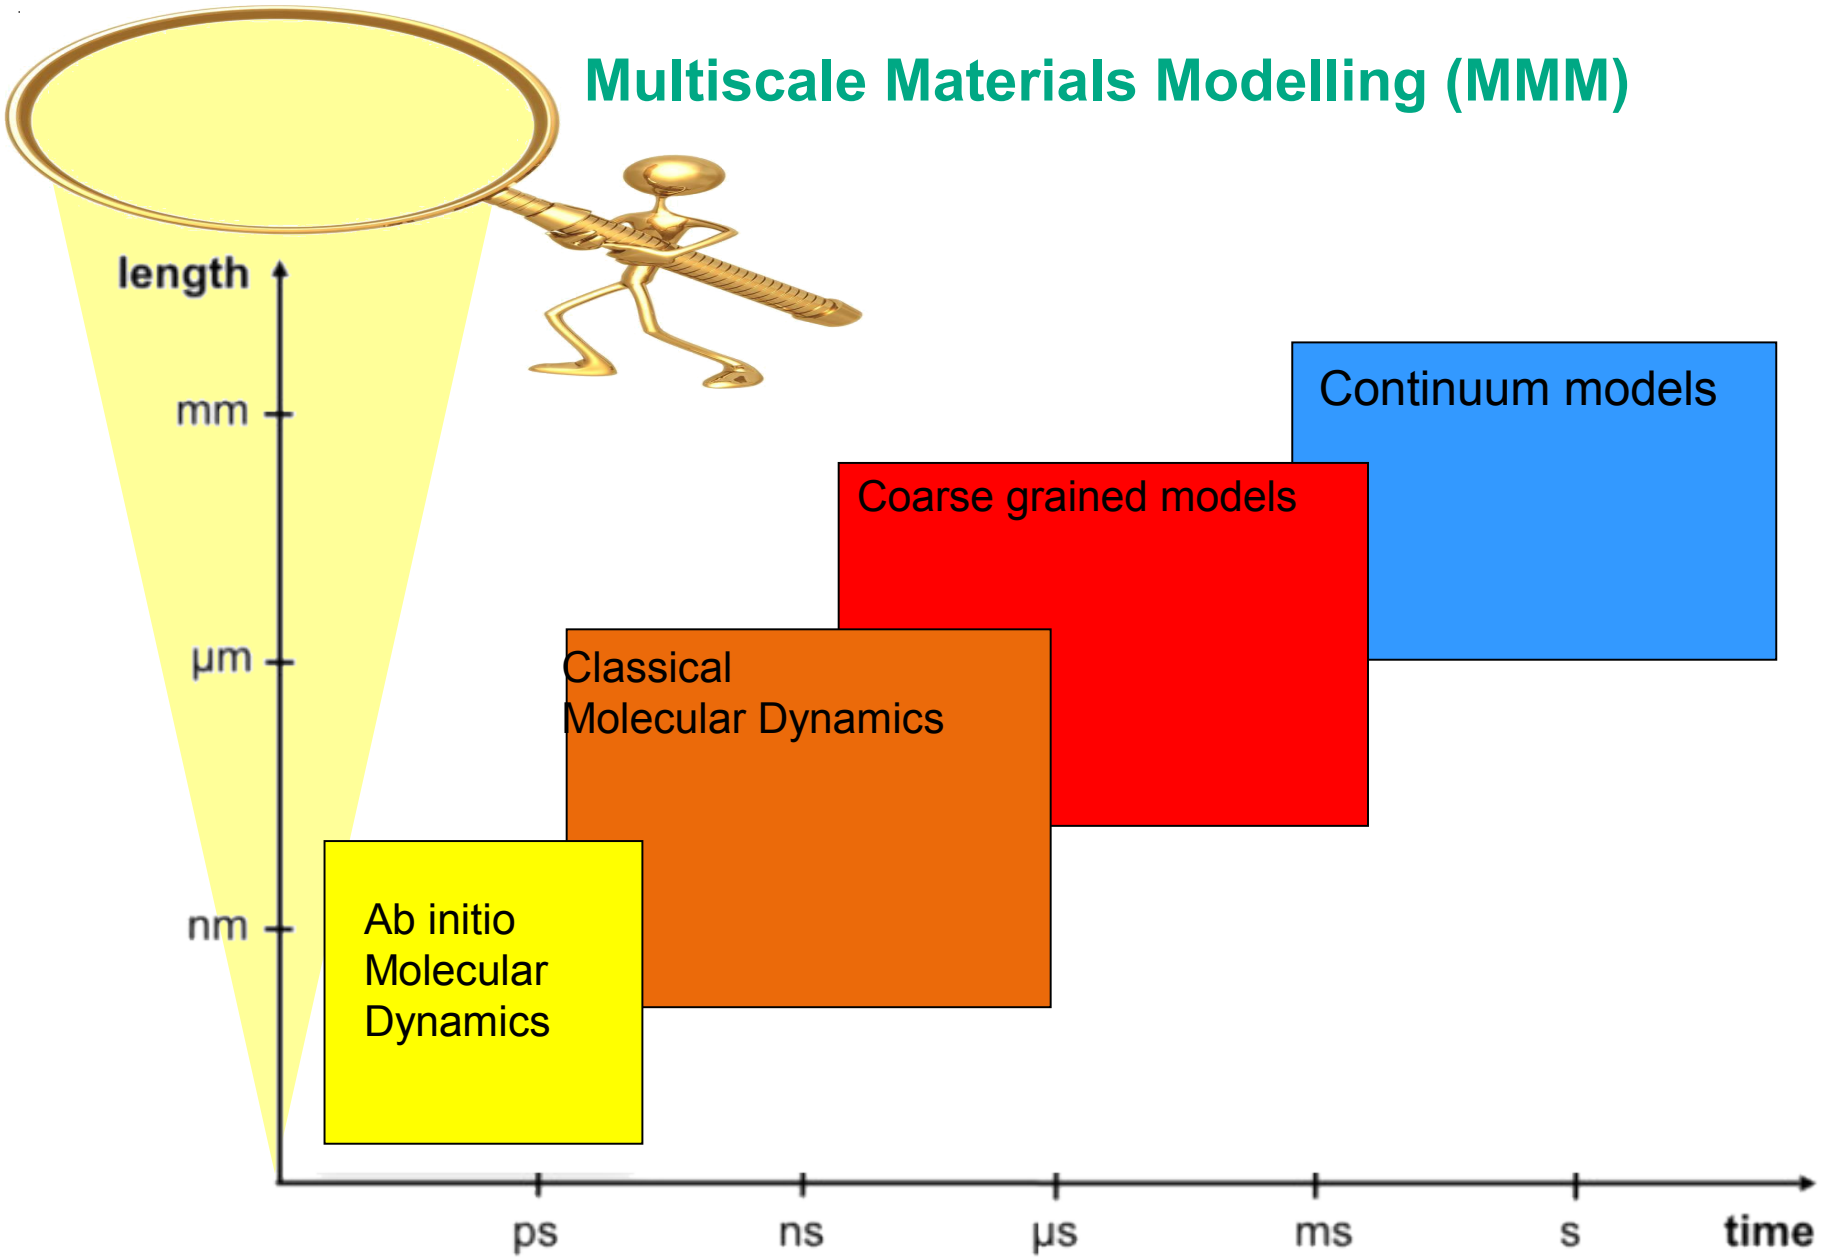 Multiscale Materials Modelling (MMM)
length
mm
µm
nm
Continuum models
Coarse grained models
Classical
Molecular Dynamics
Ab initio
Molecular
Dynamics
ps
ns
µs
ms
s
time